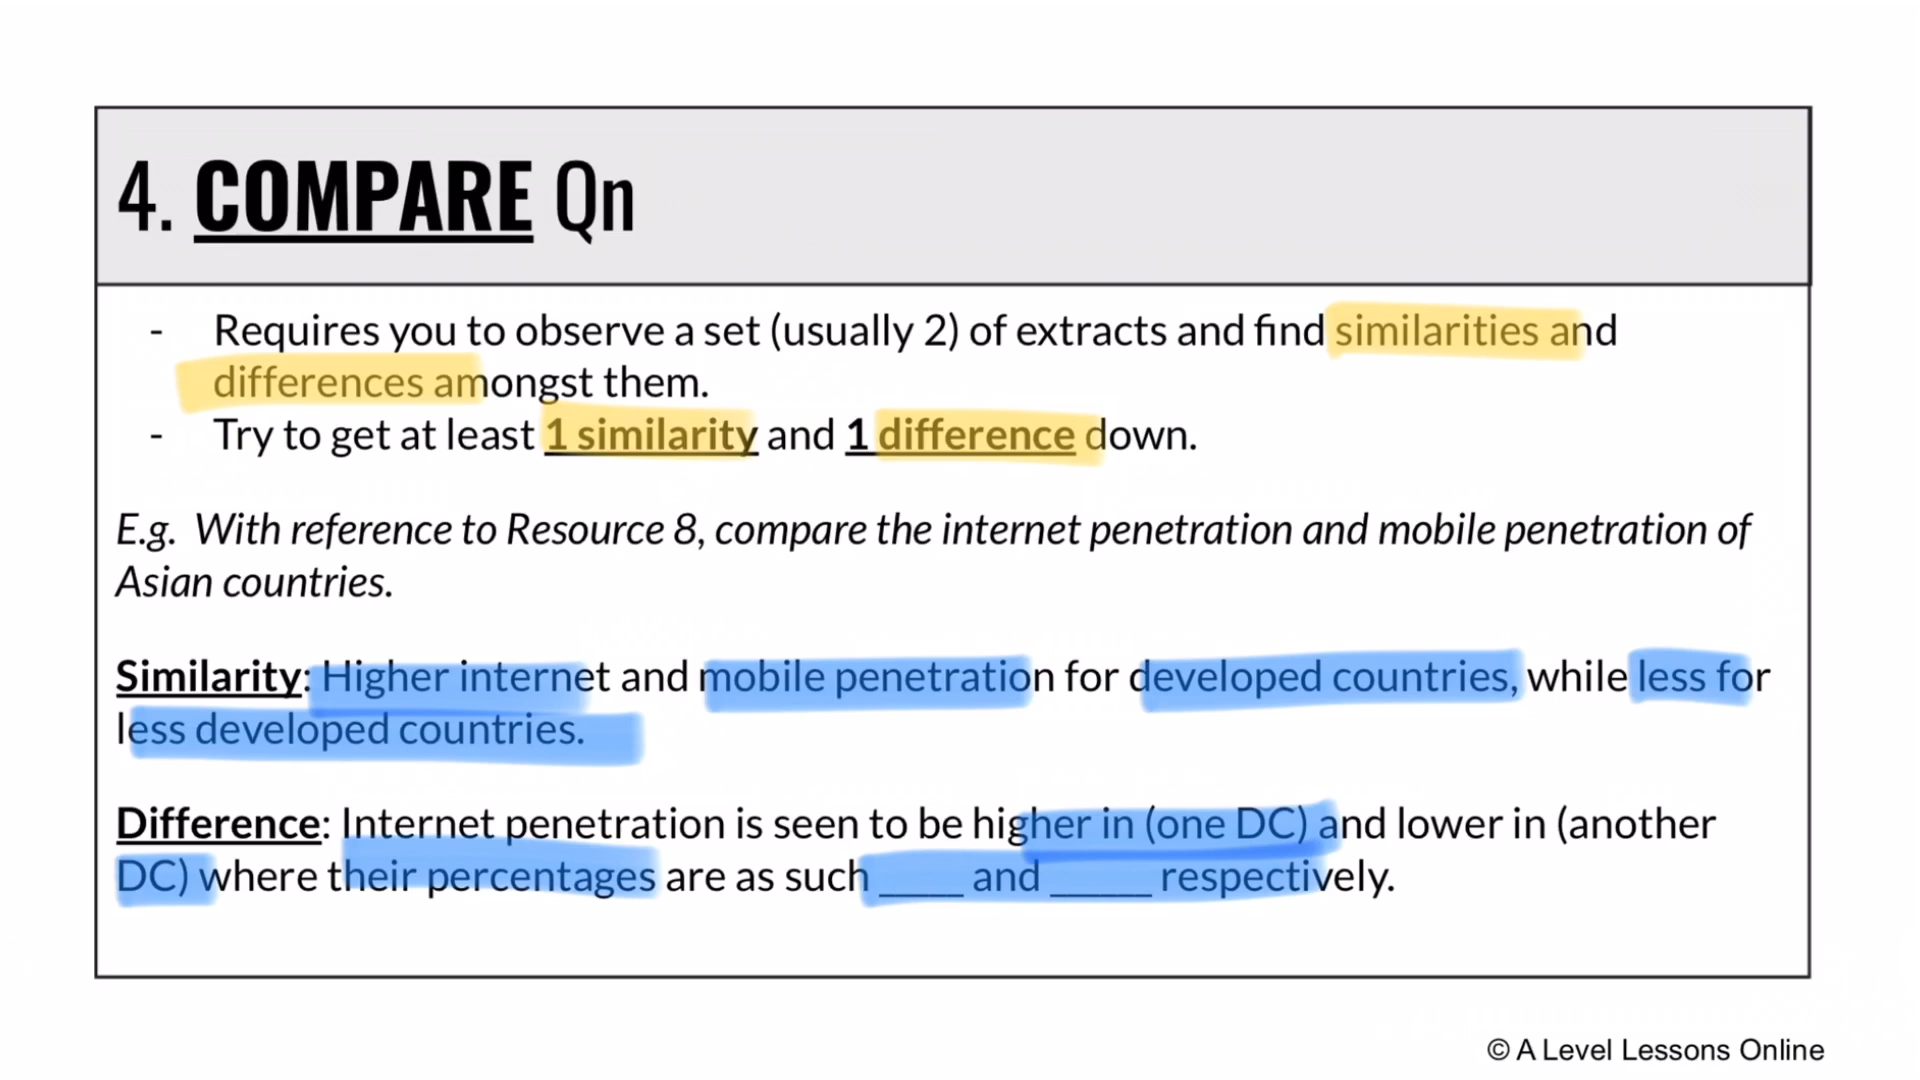 4. COMPARE Qn
- Requires you to observe a set (usually 2) of extracts and find similarities and
differences amongst them.
- Try to get at least 1 similarity and 1 difference down.
E.g. With reference to Resource 8, compare the internet penetration and mobile penetration of
Asian countries.
Similarity: Higher internet and mobile penetration for developed countries, while less for
less developed countries.
Difference: Internet penetration is seen to be higher in (one DC) and lower in (another
DC) where their percentages are as such ____ and _____ respectively.
© A Level Lessons Online